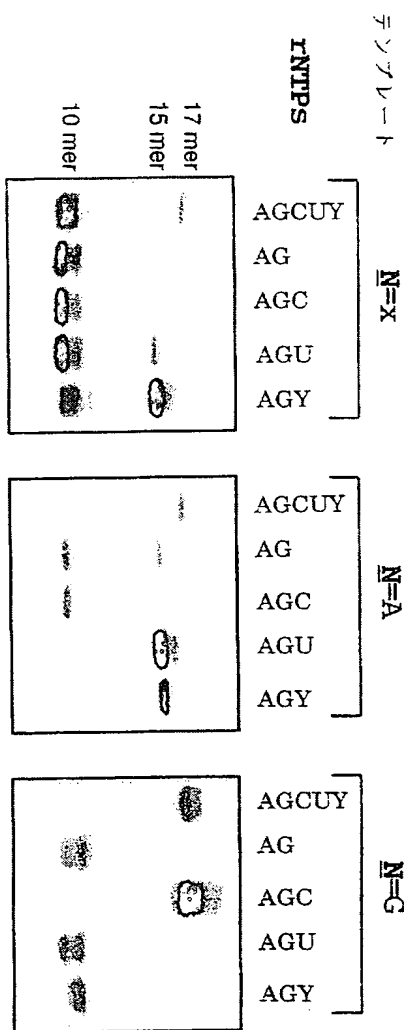 テンプレート
N=x
N=A
N=G
rNTPs
AGCUY
AG
AGC
AGU
AGY
AGCUY
AG
AGC
AGU
AGY
AGCUY
AG
AGC
AGU
AGY
17 mer
15 mer
10 mer